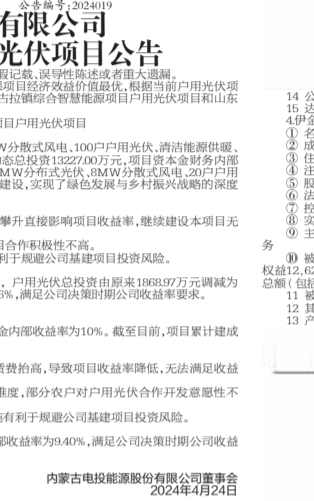 公告编号:2024019
有限公司
光伏项目公告
假记载、误导性陈述或者重大遗漏。
项目经济效益价值最优,根据当前户用光伏项
古拉镇综合智慧能源项目户用光伏项目和山东
项目户用光伏项目
W分散式风电、100户户用光伏、清洁能源供暖、
动态总投资13227.00万元,项目资本金财务内部
MW分布式光伏、8MW分散式风电、20户户用
建设,实现了绿色发展与乡村振兴战略的深度
攀升直接影响项目收益率,继续建设本项目无
目合作积极性不高。
利于规避公司基建项目投资风险。
,户用光伏总投资由原来1868.97万元调减为
6%,满足公司决策时期公司收益率要求。
金内部收益率为10%。截至目前,项目累计建成
赁费抬高,导致项目收益率降低,无法满足收益
难度,部分农户对户用光伏合作开发意愿性不
施有利于规避公司基建项目投资风险。
部收益率为9.40%,满足公司决策时期公司收益
内蒙古电投能源股份有限公司董事会
2024年4月24日
14 公
15 达
4.伊金
① 名
② 成
③ 住
④ 注
⑤ 股
⑥ 法
⑦ 控
⑧ 实
⑨ 主
务
⑩ 被
权益12,62
总额(包括
11 被
12 其
13 产